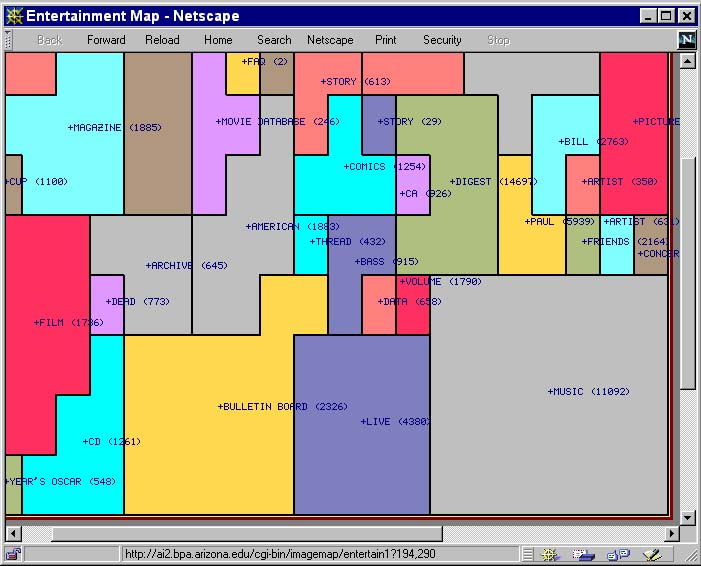 Entertainment Map - Netscape
Back Forward Reload Home Search Netscape Print Security Stop
N
+FAQ (2)
+STORY (613)
+MAGAZINE (1885)
+MOVIE DATABASE (246)
+STORY (29)
+PICTURE
+BILL (2763)
+COMICS (1254)
+CUP (1100)
+DIGEST (14697)
+ARTIST (350)
+CA (926)
+AMERICAN (1883)
+PAUL (5939)
+ARTIST (631)
+THREAD (432)
+FRIENDS (2164)
+CONCER
+ARCHIVE (645)
+BASS (915)
+VOLUME (1790)
+DEAD (773)
+DATA (658)
+FILM (1786)
+MUSIC (11092)
+BULLETIN BOARD (2326)
+LIVE (4380)
+CD (1261)
+YEAR'S OSCAR (548)
http://ai2.bpa.arizona.edu/cgi-bin/imagemap/entertain1?194,290